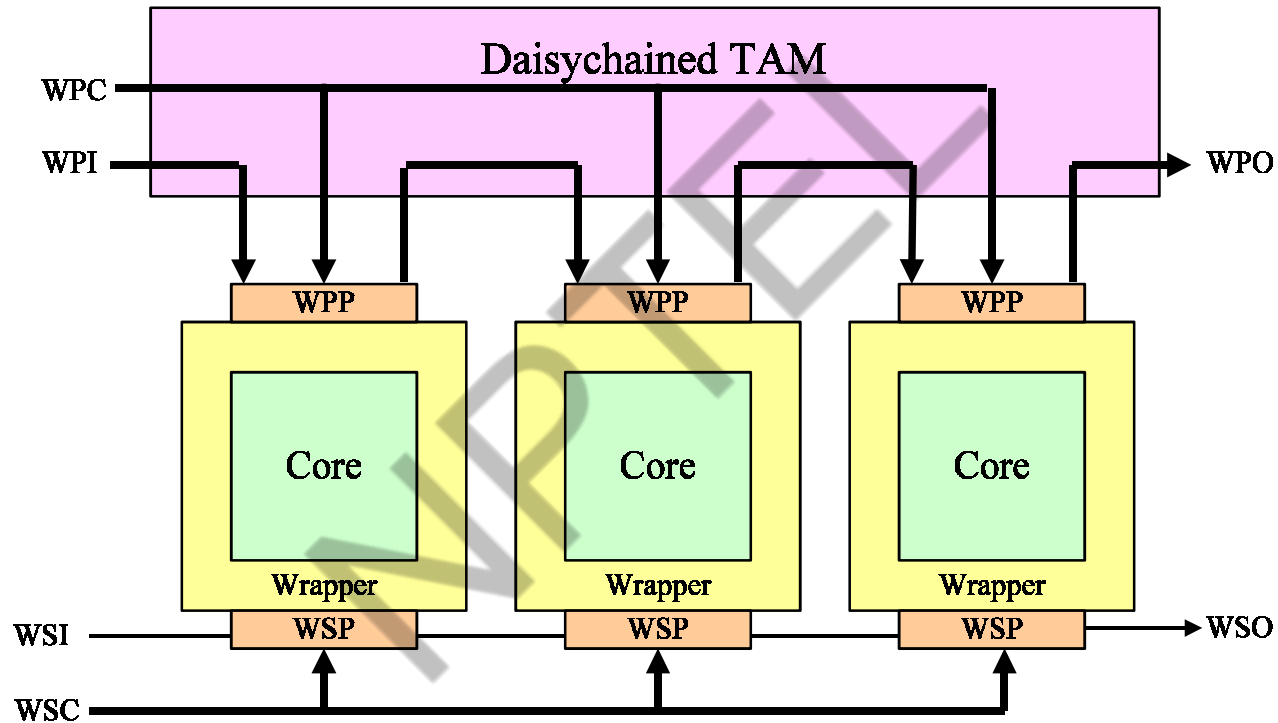 Daisychained TAM
WPC
WPI
WPO
WPP WPP WPP
Core Core Core
Wrapper Wrapper Wrapper
WSI WSP WSP WSP WSO
WSC
NPTEL